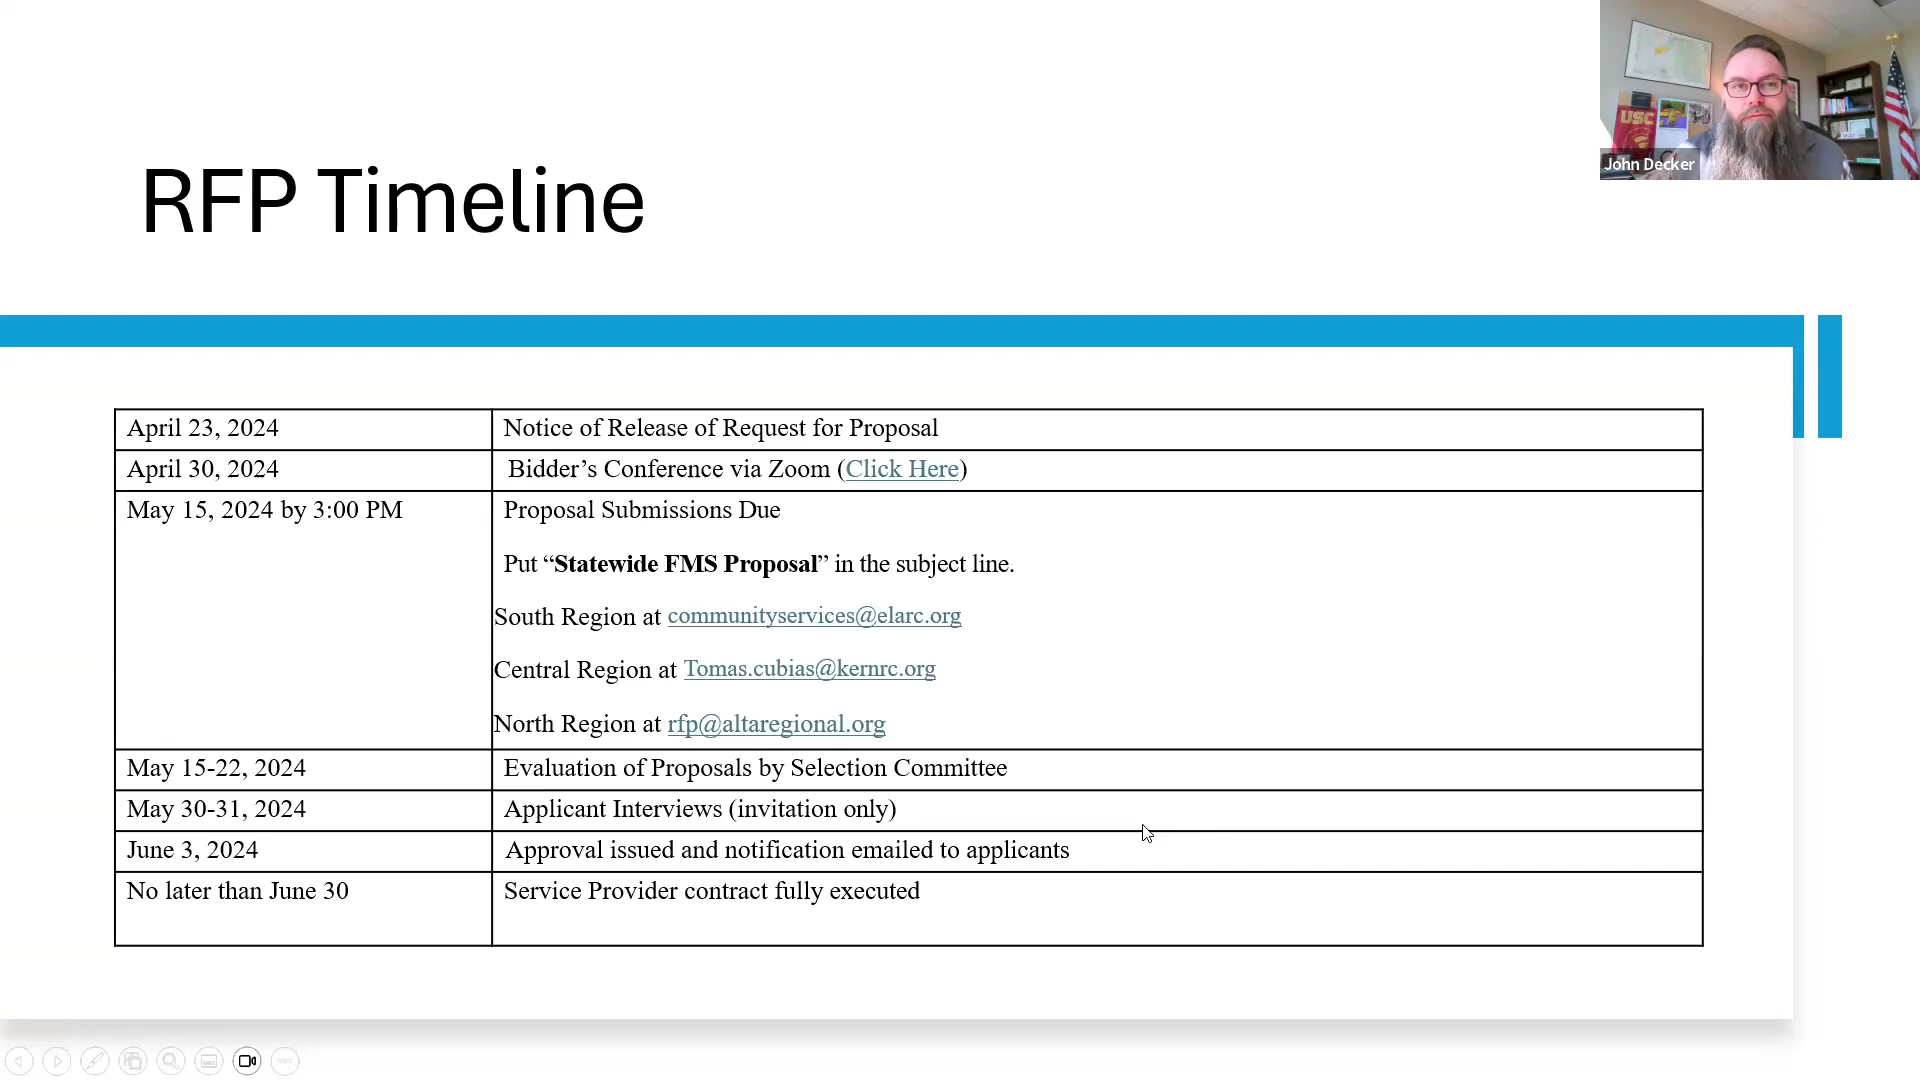 USC
John Decker
RFP Timeline
April 23, 2024
Notice of Release of Request for Proposal
April 30, 2024
Bidder’s Conference via Zoom (Click Here)
May 15, 2024 by 3:00 PM
Proposal Submissions Due
Put “Statewide FMS Proposal” in the subject line.
South Region at communityservices@elarc.org
Central Region at Tomas.cubias@kernrc.org
North Region at rfp@altaregional.org
May 15-22, 2024
Evaluation of Proposals by Selection Committee
May 30-31, 2024
Applicant Interviews (invitation only)
June 3, 2024
Approval issued and notification emailed to applicants
No later than June 30
Service Provider contract fully executed